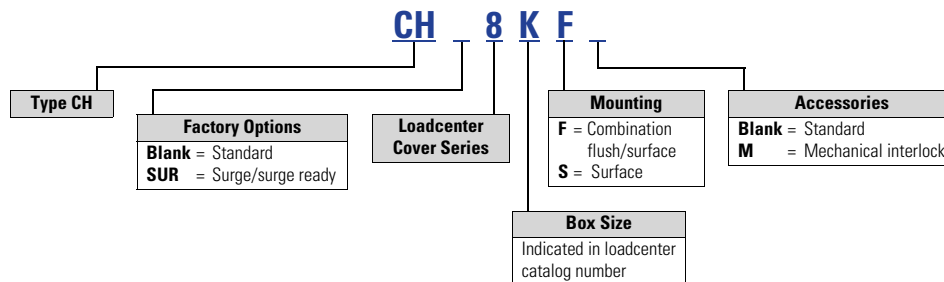 CH _ 8 K F _
Type CH
Factory Options
Blank = Standard
SUR = Surge/surge ready
Loadcenter
Cover Series
Mounting
F = Combination
flush/surface
S = Surface
Accessories
Blank = Standard
M = Mechanical interlock
Box Size
Indicated in loadcenter
catalog number